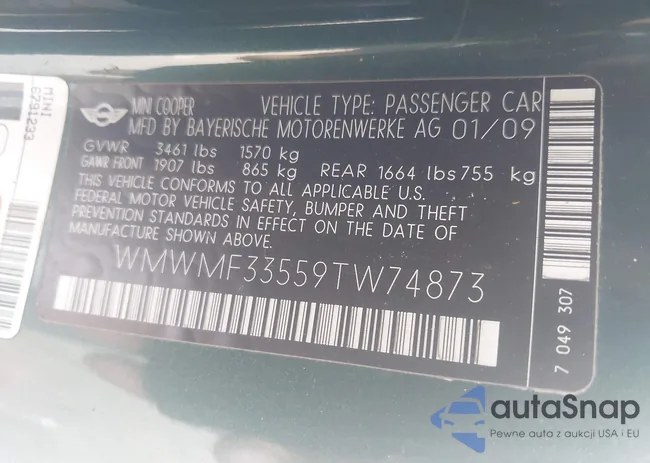 MINI
6791233
MINI COOPER VEHICLE TYPE: PASSENGER CAR
MFD BY BAYERISCHE MOTORENWERKE AG 01/09
GVWR 3461 lbs 1570 kg
GAWR FRONT 1907 lbs 865 kg REAR 1664 lbs 755 kg
THIS VEHICLE CONFORMS TO ALL APPLICABLE U.S.
FEDERAL MOTOR VEHICLE SAFETY, BUMPER AND THEFT
PREVENTION STANDARDS IN EFFECT ON THE DATE OF
MANUFACTURE SHOWN ABOVE.
WMWMF33559TW74873
7 049 307
autaSnap
Pewne auta z aukcji USA i EU